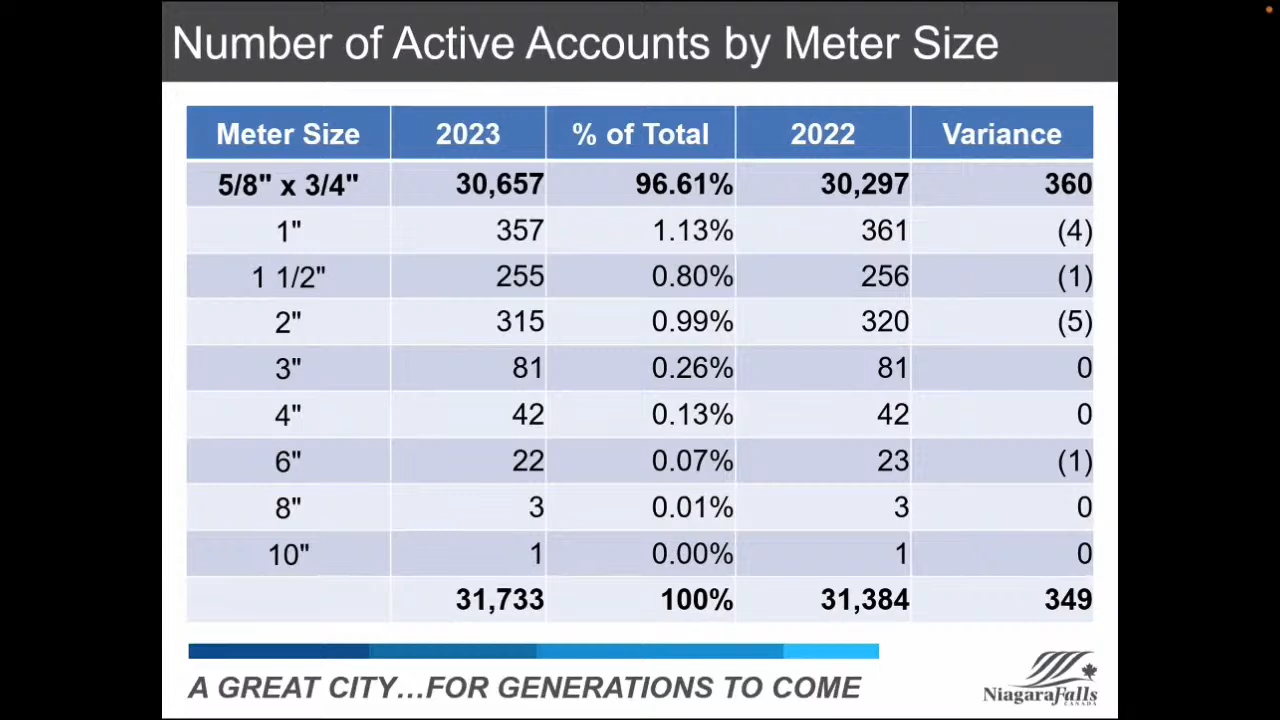 Number of Active Accounts by Meter Size
Meter Size 2023 % of Total 2022 Variance
5/8" x 3/4" 30,657 96.61% 30,297 360
1" 357 1.13% 361 (4)
1 1/2" 255 0.80% 256 (1)
2" 315 0.99% 320 (5)
3" 81 0.26% 81 0
4" 42 0.13% 42 0
6" 22 0.07% 23 (1)
8" 3 0.01% 3 0
10" 1 0.00% 1 0
31,733 100% 31,384 349
A GREAT CITY...FOR GENERATIONS TO COME
NiagaraFalls
CANADA